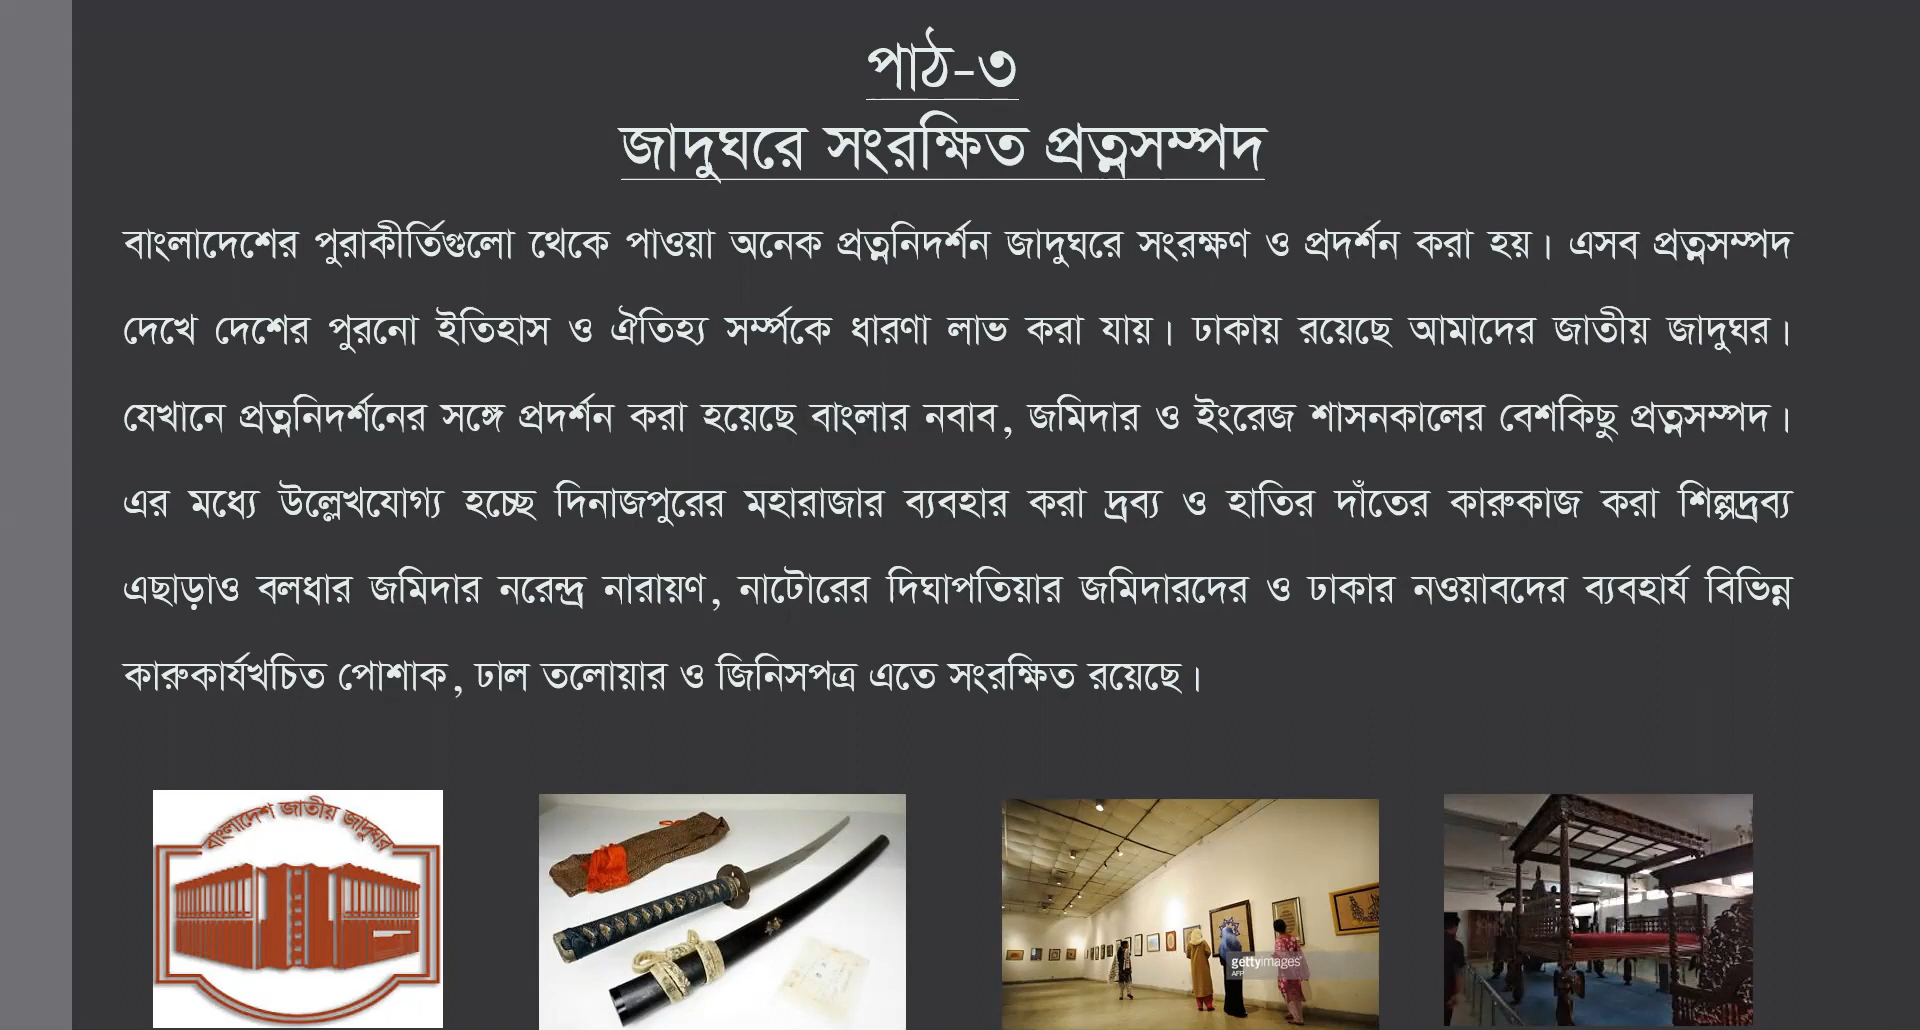 পাঠ-৩
জাদুঘরে সংরক্ষিত প্রত্নসম্পদ
বাংলাদেশের পুরাকীর্তিগুলো থেকে পাওয়া অনেক প্রত্ননিদর্শন জাদুঘরে সংরক্ষণ ও প্রদর্শন করা হয়। এসব প্রত্নসম্পদ
দেখে দেশের পুরনো ইতিহাস ও ঐতিহ্য সর্ম্পকে ধারণা লাভ করা যায়। ঢাকায় রয়েছে আমাদের জাতীয় জাদুঘর।
যেখানে প্রত্ননিদর্শনের সঙ্গে প্রদর্শন করা হয়েছে বাংলার নবাব, জমিদার ও ইংরেজ শাসনকালের বেশকিছু প্রত্নসম্পদ।
এর মধ্যে উল্লেখযোগ্য হচ্ছে দিনাজপুরের মহারাজার ব্যবহার করা দ্রব্য ও হাতির দাঁতের কারুকাজ করা শিল্পদ্রব্য
এছাড়াও বলধার জমিদার নরেন্দ্র নারায়ণ, নাটোরের দিঘাপতিয়ার জমিদারদের ও ঢাকার নওয়াবদের ব্যবহার্য বিভিন্ন
কারুকার্যখচিত পোশাক, ঢাল তলোয়ার ও জিনিসপত্র এতে সংরক্ষিত রয়েছে।
বাংলাদেশ জাতীয় জাদুঘর
gettyimages
AFP